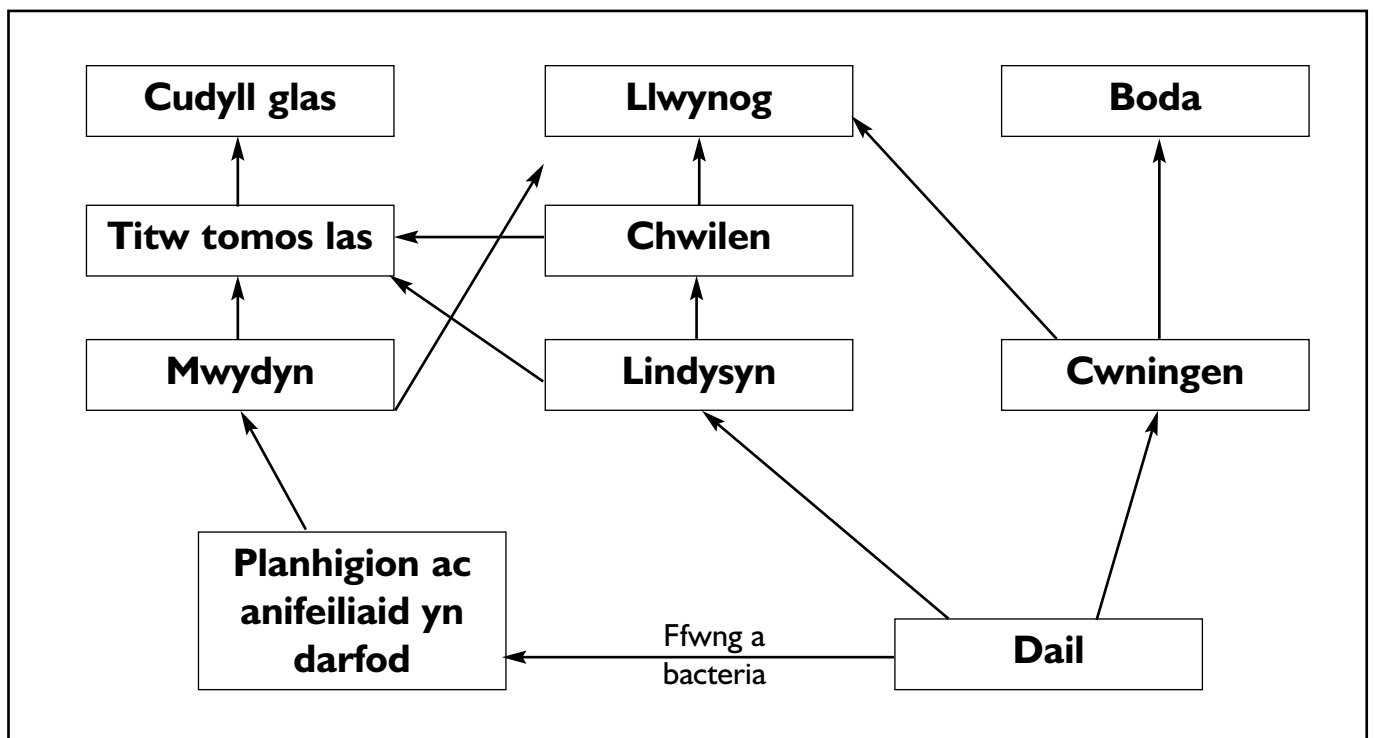 Cudyll glas
Llwynog
Boda
Titw tomos las
Chwilen
Mwydyn
Lindysyn
Cwningen
Planhigion ac
anifeiliaid yn
darfod
Ffwng a
bacteria
Dail